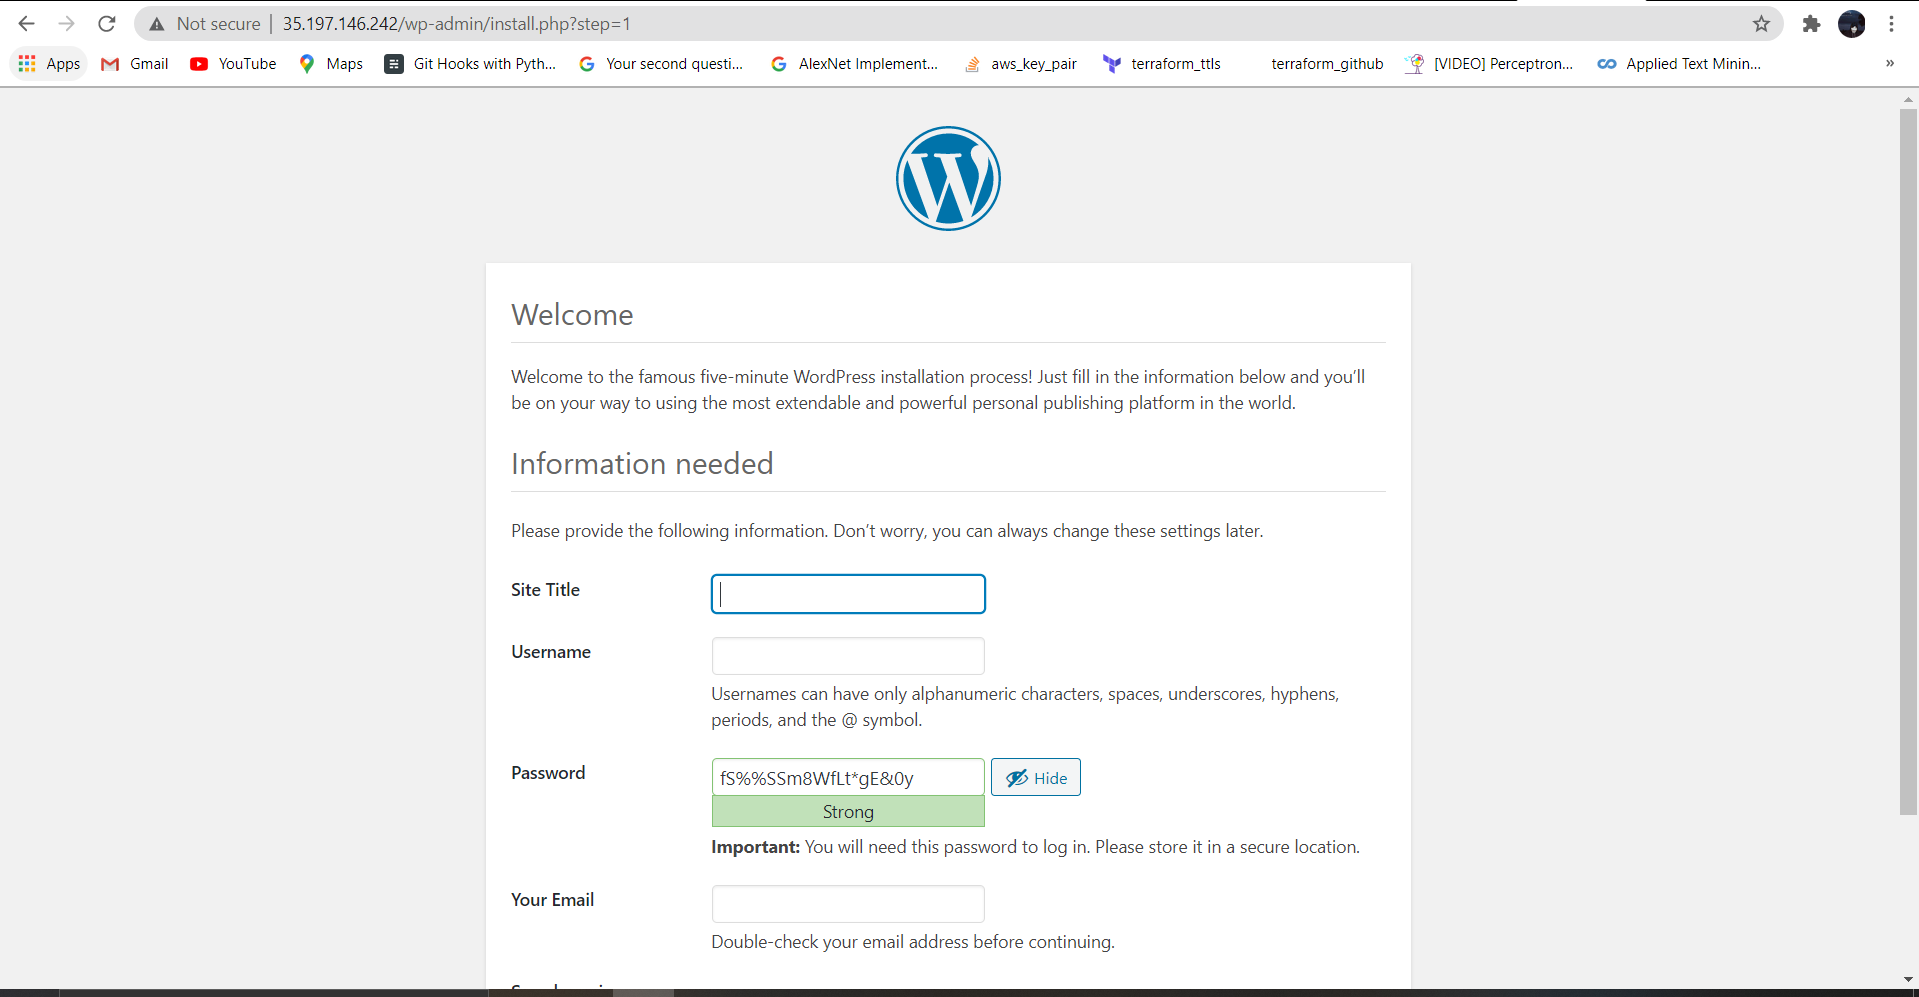 Not secure | 35.197.146.242/wp-admin/install.php?step=1
Apps Gmail YouTube Maps Git Hooks with Pyth... Your second questi... AlexNet Implement... aws_key_pair terraform_ttls terraform_github [VIDEO] Perceptron... Applied Text Minin... »
Welcome
Welcome to the famous five-minute WordPress installation process! Just fill in the information below and you’ll
be on your way to using the most extendable and powerful personal publishing platform in the world.
Information needed
Please provide the following information. Don’t worry, you can always change these settings later.
Site Title
Username
Usernames can have only alphanumeric characters, spaces, underscores, hyphens,
periods, and the @ symbol.
Password fS%%SSm8WfLt*gE&0y Hide
Strong
Important: You will need this password to log in. Please store it in a secure location.
Your Email
Double-check your email address before continuing.